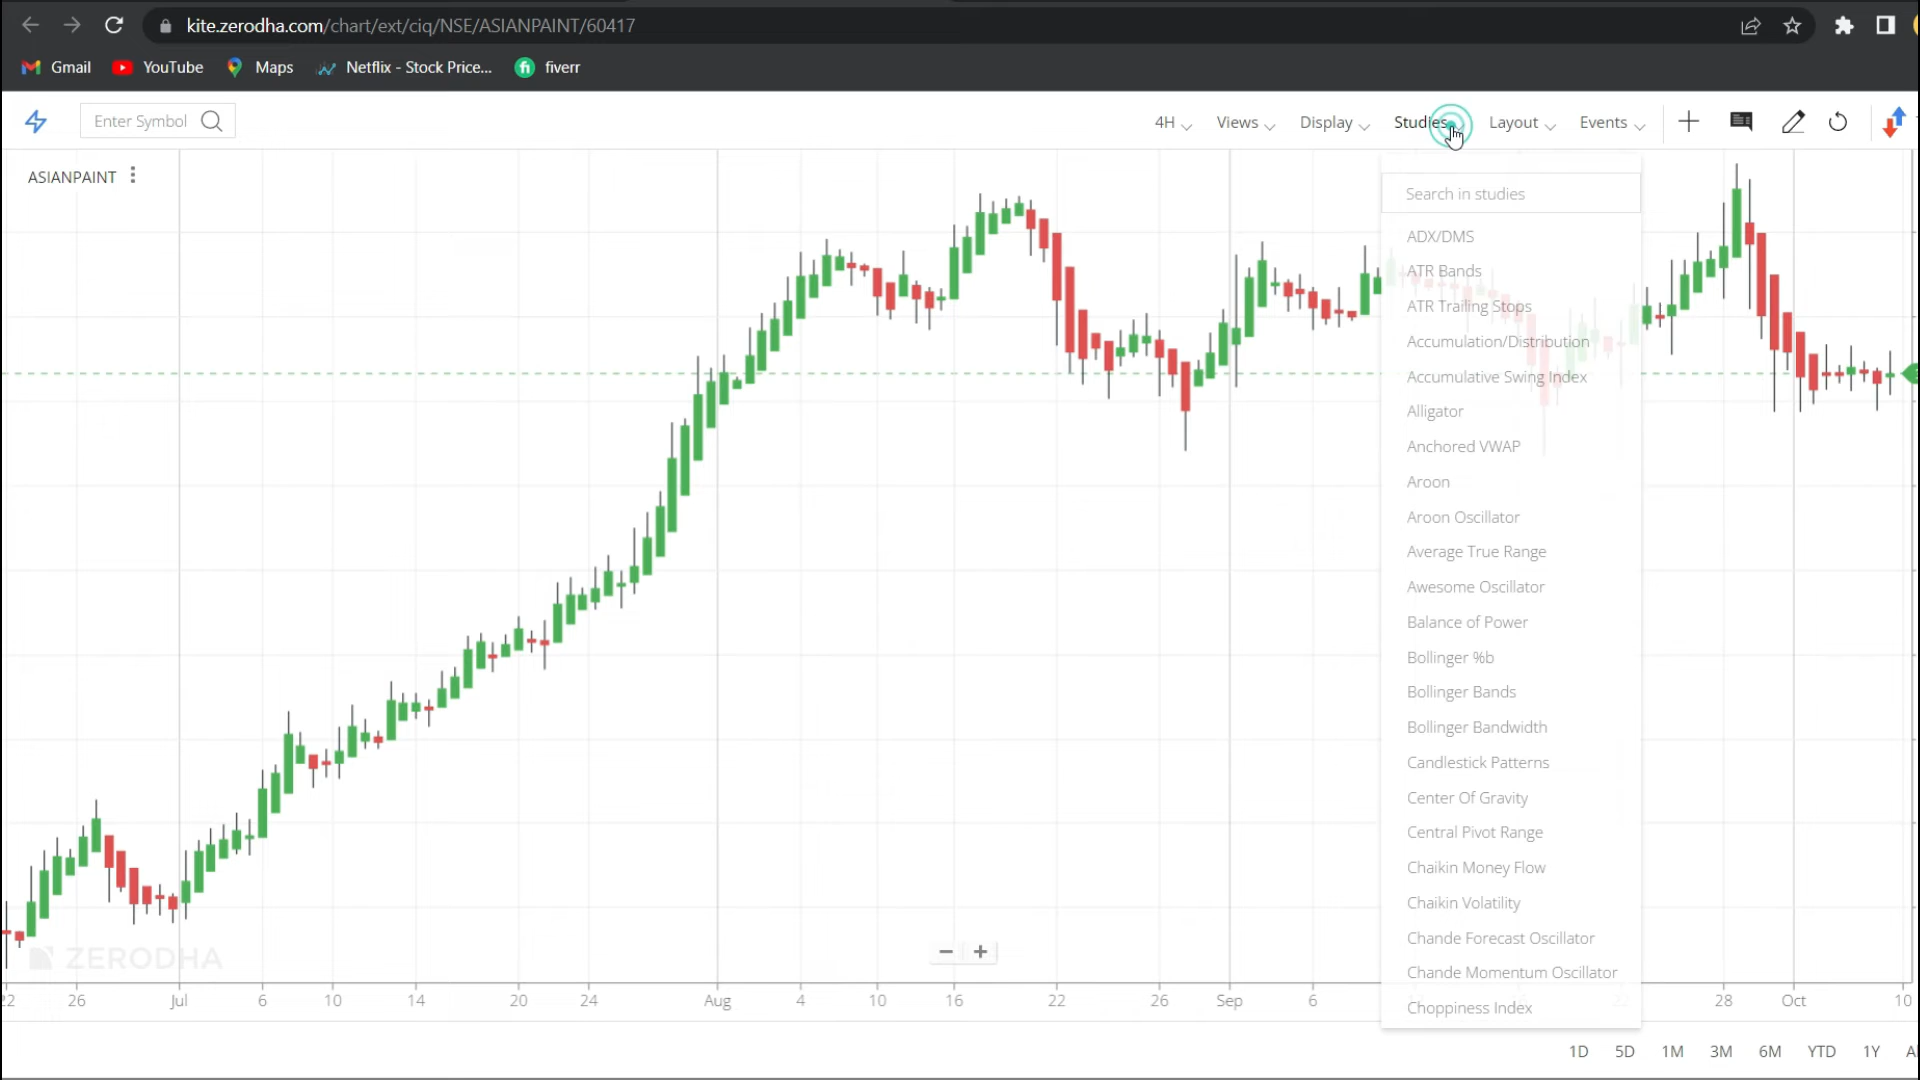 kite.zerodha.com/chart/ext/ciq/NSE/ASIANPAINT/60417
Gmail YouTube Maps Netflix - Stock Price... fiverr
Enter Symbol 4H Views Display Studies Layout Events
ASIANPAINT
Search in studies
ADX/DMS
ATR Bands
ATR Trailing Stops
Accumulation/Distribution
Accumulative Swing Index
Alligator
Anchored VWAP
Aroon
Aroon Oscillator
Average True Range
Awesome Oscillator
Balance of Power
Bollinger %b
Bollinger Bands
Bollinger Bandwidth
Candlestick Patterns
Center Of Gravity
Central Pivot Range
Chaikin Money Flow
Chaikin Volatility
Chande Forecast Oscillator
Chande Momentum Oscillator
Choppiness Index
ZERODHA
22 26 Jul 6 10 14 20 24 Aug 4 10 16 22 26 Sep 6 22 28 Oct 10
1D 5D 1M 3M 6M YTD 1Y